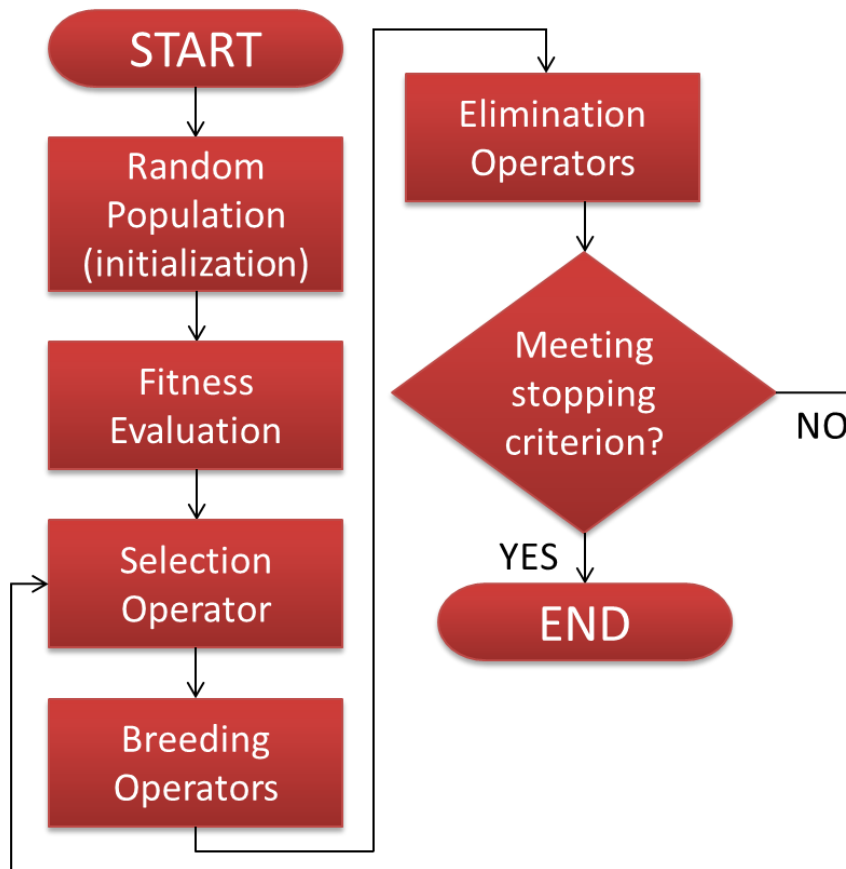 START
Random
Population
(initialization)
Fitness
Evaluation
Selection
Operator
Breeding
Operators
Elimination
Operators
Meeting
stopping
criterion?
NO
YES
END